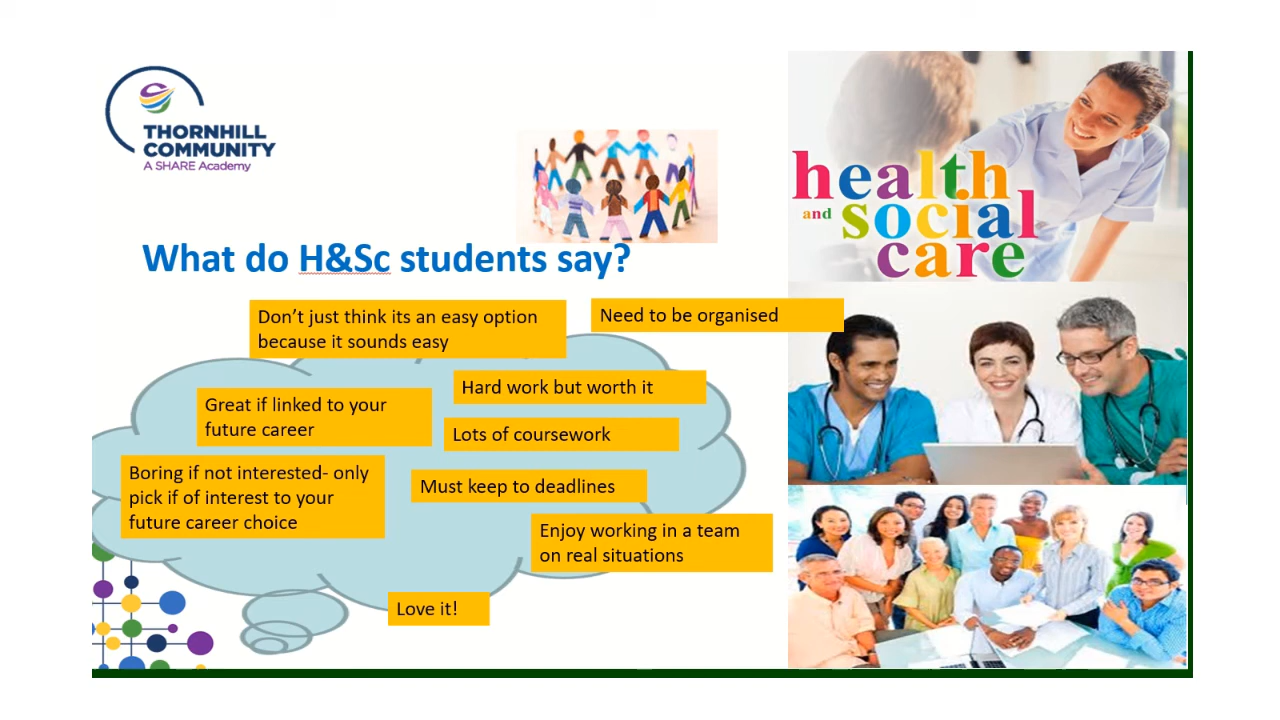 THORNHILL
COMMUNITY
A SHARE Academy
health
and social
care
What do H&Sc students say?
Don't just think its an easy option
because it sounds easy
Need to be organised
Hard work but worth it
Great if linked to your
future career
Lots of coursework
Boring if not interested- only
pick if of interest to your
future career choice
Must keep to deadlines
Enjoy working in a team
on real situations
Love it!